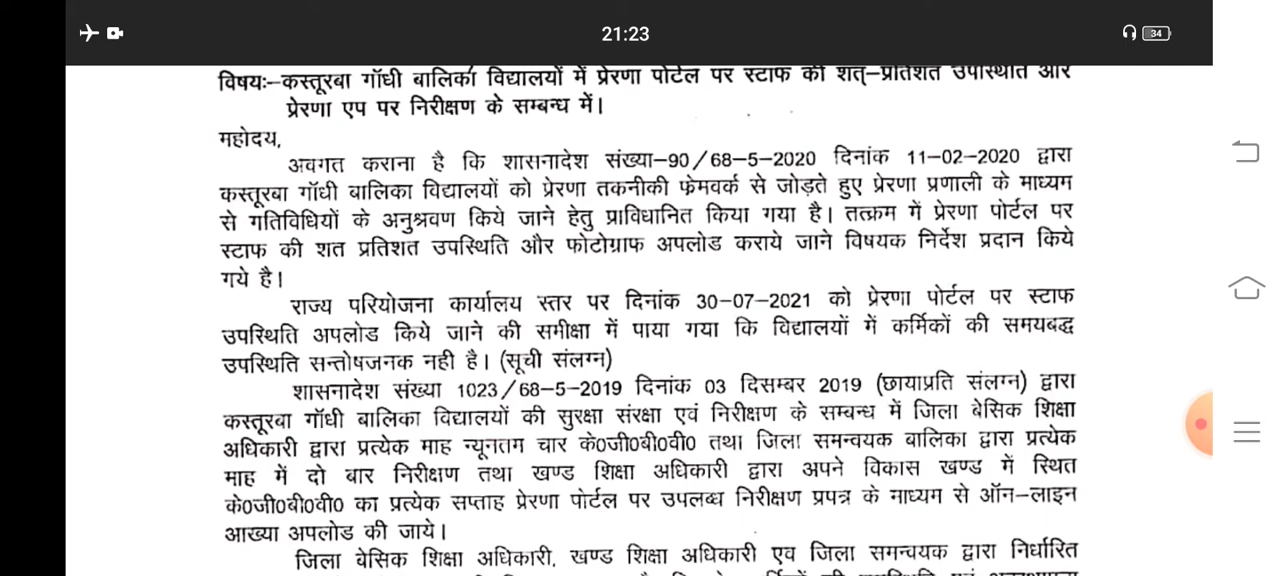 21:23
34
विषयः-कस्तूरबा गॉधी बालिका विद्यालयों में प्रेरणा पोर्टल पर स्टाफ की शत्-प्रतिशत उपस्थिति और
प्रेरणा एप पर निरीक्षण के सम्बन्ध में।
महोदय,
अवगत कराना है कि शासनादेश संख्या-90/68-5-2020 दिनांक 11-02-2020 द्वारा
कस्तूरबा गॉधी बालिका विद्यालयों को प्रेरणा तकनीकी फ्रेमवर्क से जोड़ते हुए प्रेरणा प्रणाली के माध्यम
से गतिविधियों के अनुश्रवण किये जाने हेतु प्राविधानित किया गया है। तत्क्रम में प्रेरणा पोर्टल पर
स्टाफ की शत प्रतिशत उपस्थिति और फोटोग्राफ अपलोड कराये जाने विषयक निर्देश प्रदान किये
गये है।
राज्य परियोजना कार्यालय स्तर पर दिनांक 30-07-2021 को प्रेरणा पोर्टल पर स्टाफ
उपस्थिति अपलोड किये जाने की समीक्षा में पाया गया कि विद्यालयों में कर्मिकों की समयबद्ध
उपस्थिति सन्तोषजनक नही है। (सूची संलग्न)
शासनादेश संख्या 1023/68-5-2019 दिनांक 03 दिसम्बर 2019 (छायाप्रति संलग्न) द्वारा
कस्तूरबा गॉधी बालिका विद्यालयों की सुरक्षा संरक्षा एवं निरीक्षण के सम्बन्ध में जिला बेसिक शिक्षा
अधिकारी द्वारा प्रत्येक माह न्यूनतम चार के0जी0बी0वी0 तथा जिला समन्वयक बालिका द्वारा प्रत्येक
माह में दो बार निरीक्षण तथा खण्ड शिक्षा अधिकारी द्वारा अपने विकास खण्ड में स्थित
के0जी0बी0वी0 का प्रत्येक सप्ताह प्रेरणा पोर्टल पर उपलब्ध निरीक्षण प्रपत्र के माध्यम से ऑन-लाइन
आख्या अपलोड की जाये।
जिला बेसिक शिक्षा अधिकारी, खण्ड शिक्षा अधिकारी एव जिला समन्वयक द्वारा निर्धारित